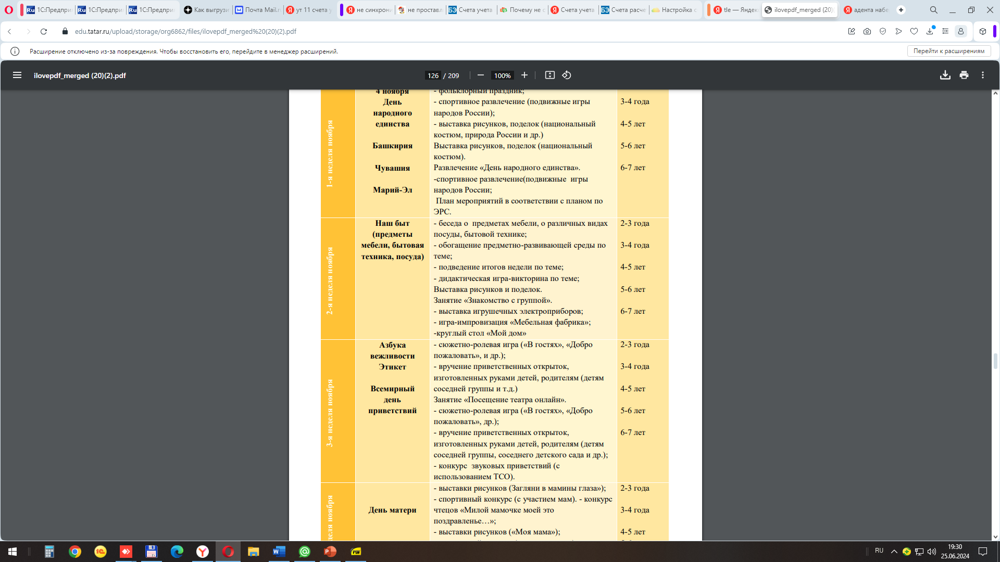 1С:Предпри
1С:Предпри
1С:Предпри
Как выгрузи
Почта Mail.r
ут 11 счета у
не синхрони
не проставл
Счета учета
Почему не с
Счета учета
Счета расче
Настройка с
tle — Яндек
ilovepdf_merged (20)(
адента набе
edu.tatar.ru/upload/storage/org6862/files/ilovepdf_merged%20(20)(2).pdf
Расширение отключено из-за повреждения. Чтобы восстановить его, перейдите в менеджер расширений.
Перейти к расширениям
ilovepdf_merged (20)(2).pdf
126 / 209
100%
1-я неделя ноября
4 ноября
День
народного
единства
Башкирия
Чувашия
Марий-Эл
- фольклорный праздник;
- спортивное развлечение (подвижные игры
народов России);
- выставка рисунков, поделок (национальный
костюм, природа России и др.)
Выставка рисунков, поделок (национальный
костюм).
Развлечение «День народного единства».
-спортивное развлечение(подвижные игры
народов России;
План мероприятий в соответствии с планом по
ЭРС.
3-4 года
4-5 лет
5-6 лет
6-7 лет
2-я неделя ноября
Наш быт
(предметы
мебели, бытовая
техника, посуда)
- беседа о предметах мебели, о различных видах
посуды, бытовой технике;
- обогащение предметно-развивающей среды по
теме;
- подведение итогов недели по теме;
- дидактическая игра-викторина по теме;
Выставка рисунков и поделок.
Занятие «Знакомство с группой».
- выставка игрушечных электроприборов;
- игра-импровизация «Мебельная фабрика»;
-круглый стол «Мой дом»
2-3 года
3-4 года
4-5 лет
5-6 лет
6-7 лет
3-я неделя ноября
Азбука
вежливости
Этикет
Всемирный
день
приветствий
- сюжетно-ролевая игра («В гостях», «Добро
пожаловать», и др.);
- вручение приветственных открыток,
изготовленных руками детей, родителям (детям
соседней группы и т.д.)
Занятие «Посещение театра онлайн».
- сюжетно-ролевая игра («В гостях», «Добро
пожаловать», др.);
- вручение приветственных открыток,
изготовленных руками детей, родителям (детям
соседней группы, соседнего детского сада и др.);
- конкурс звуковых приветствий (с
использованием ТСО).
2-3 года
3-4 года
4-5 лет
5-6 лет
6-7 лет
деля ноября
День матери
- выставки рисунков (Загляни в мамины глаза»);
- спортивный конкурс (с участием мам). - конкурс
чтецов «Милой мамочке моей это
поздравленье…»;
- выставки рисунков («Моя мама»);
2-3 года
3-4 года
4-5 лет
RU
19:30
25.06.2024